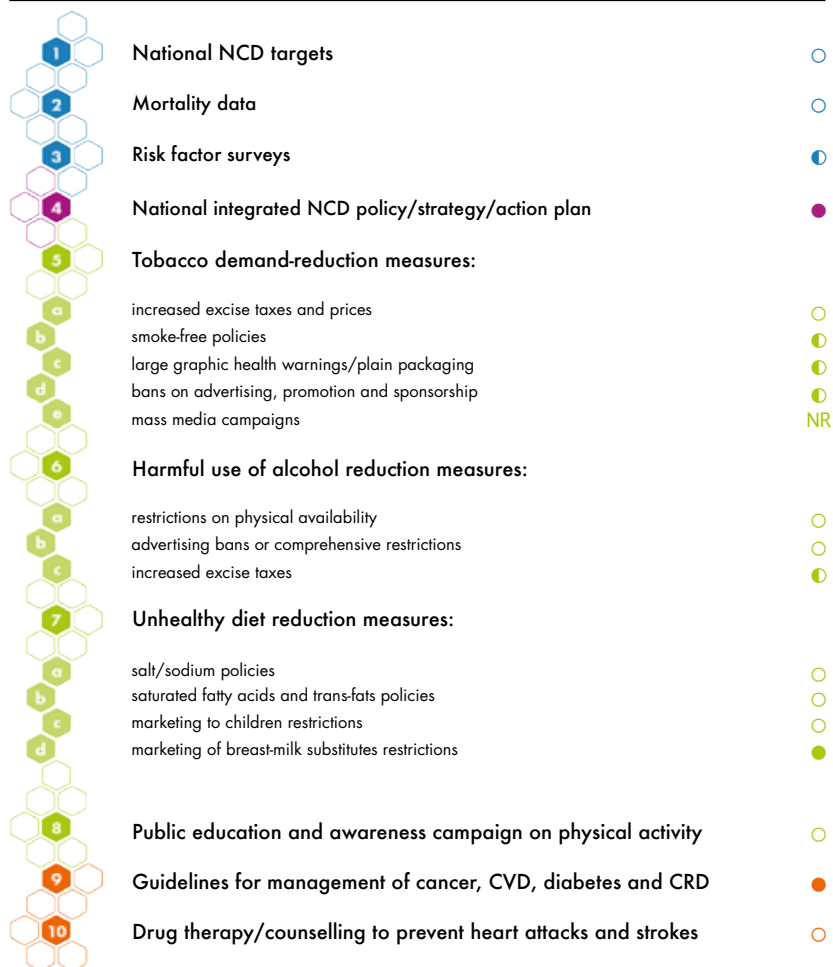 1 National NCD targets ○
2 Mortality data ○
3 Risk factor surveys ◐
4 National integrated NCD policy/strategy/action plan ●
5 Tobacco demand-reduction measures:
a increased excise taxes and prices ○
b smoke-free policies ◐
c large graphic health warnings/plain packaging ◐
d bans on advertising, promotion and sponsorship ◐
e mass media campaigns NR
6 Harmful use of alcohol reduction measures:
a restrictions on physical availability ○
b advertising bans or comprehensive restrictions ○
c increased excise taxes ◐
7 Unhealthy diet reduction measures:
a salt/sodium policies ○
b saturated fatty acids and trans-fats policies ○
c marketing to children restrictions ○
d marketing of breast-milk substitutes restrictions ●
8 Public education and awareness campaign on physical activity ○
9 Guidelines for management of cancer, CVD, diabetes and CRD ●
10 Drug therapy/counselling to prevent heart attacks and strokes ○